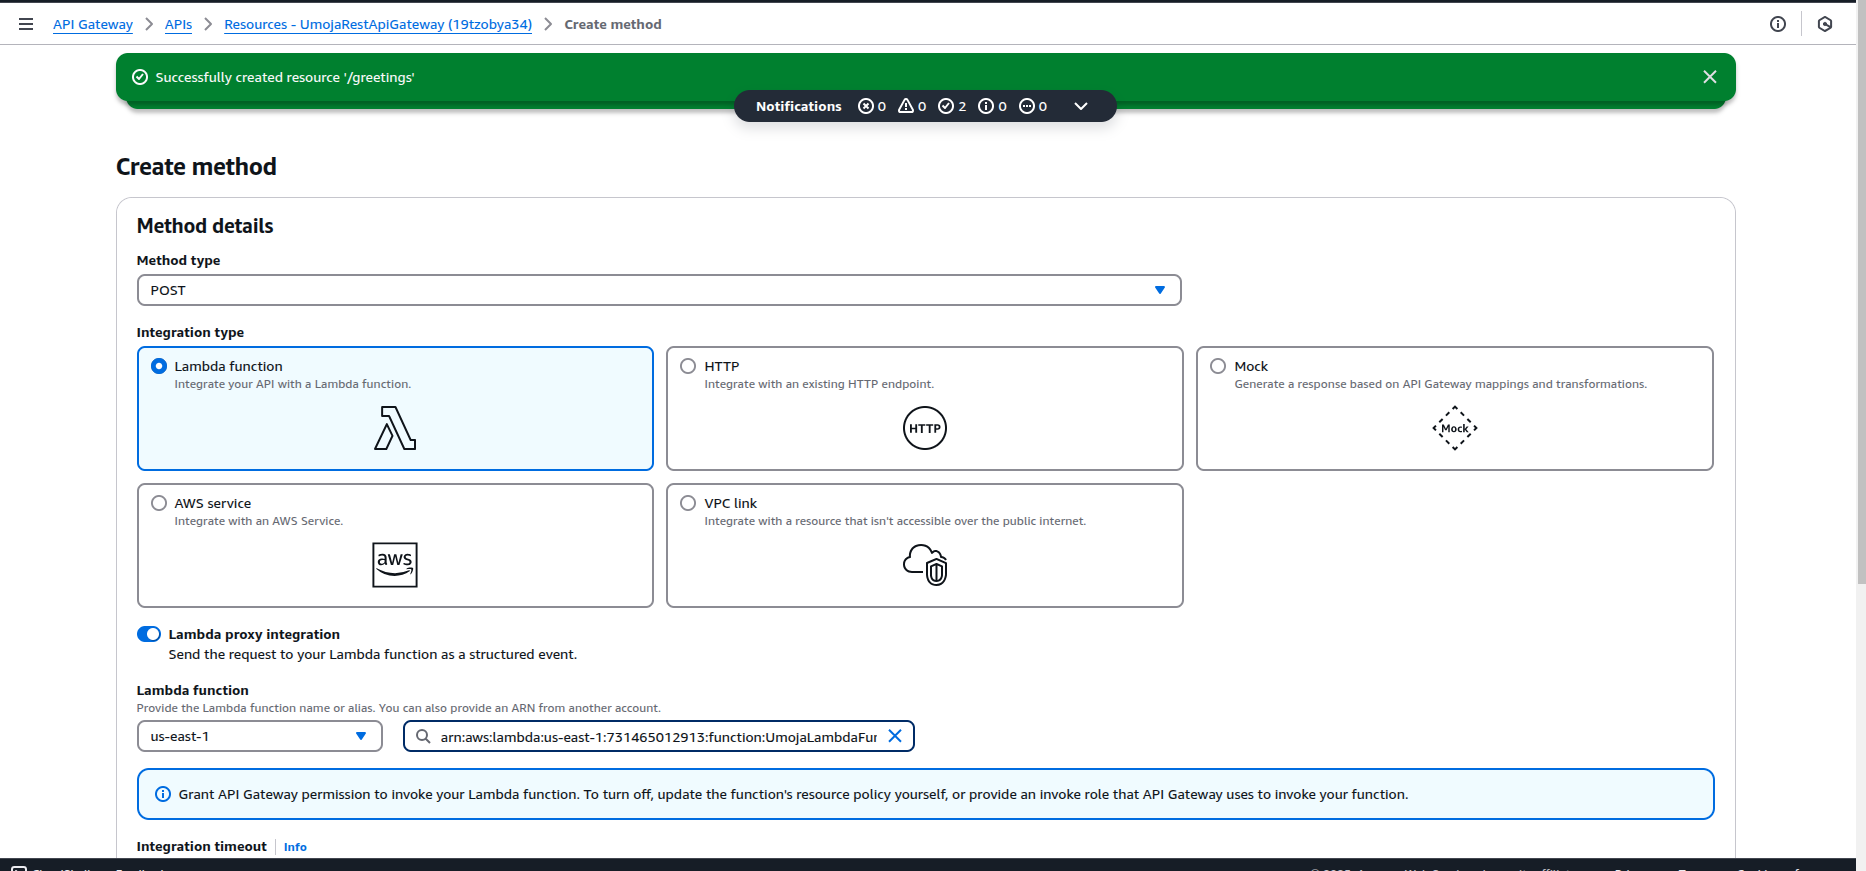 API Gateway > APIs > Resources - UmojaRestApiGateway (19tzobya34) > Create method
Successfully created resource '/greetings'
Notifications 0 0 2 0 0
Create method
Method details
Method type
POST
Integration type
Lambda function
Integrate your API with a Lambda function.
HTTP
Integrate with an existing HTTP endpoint.
HTTP
Mock
Generate a response based on API Gateway mappings and transformations.
Mock
AWS service
Integrate with an AWS Service.
aws
VPC link
Integrate with a resource that isn't accessible over the public internet.
Lambda proxy integration
Send the request to your Lambda function as a structured event.
Lambda function
Provide the Lambda function name or alias. You can also provide an ARN from another account.
us-east-1
arn:aws:lambda:us-east-1:731465012913:function:UmojaLambdaFur
Grant API Gateway permission to invoke your Lambda function. To turn off, update the function's resource policy yourself, or provide an invoke role that API Gateway uses to invoke your function.
Integration timeout Info